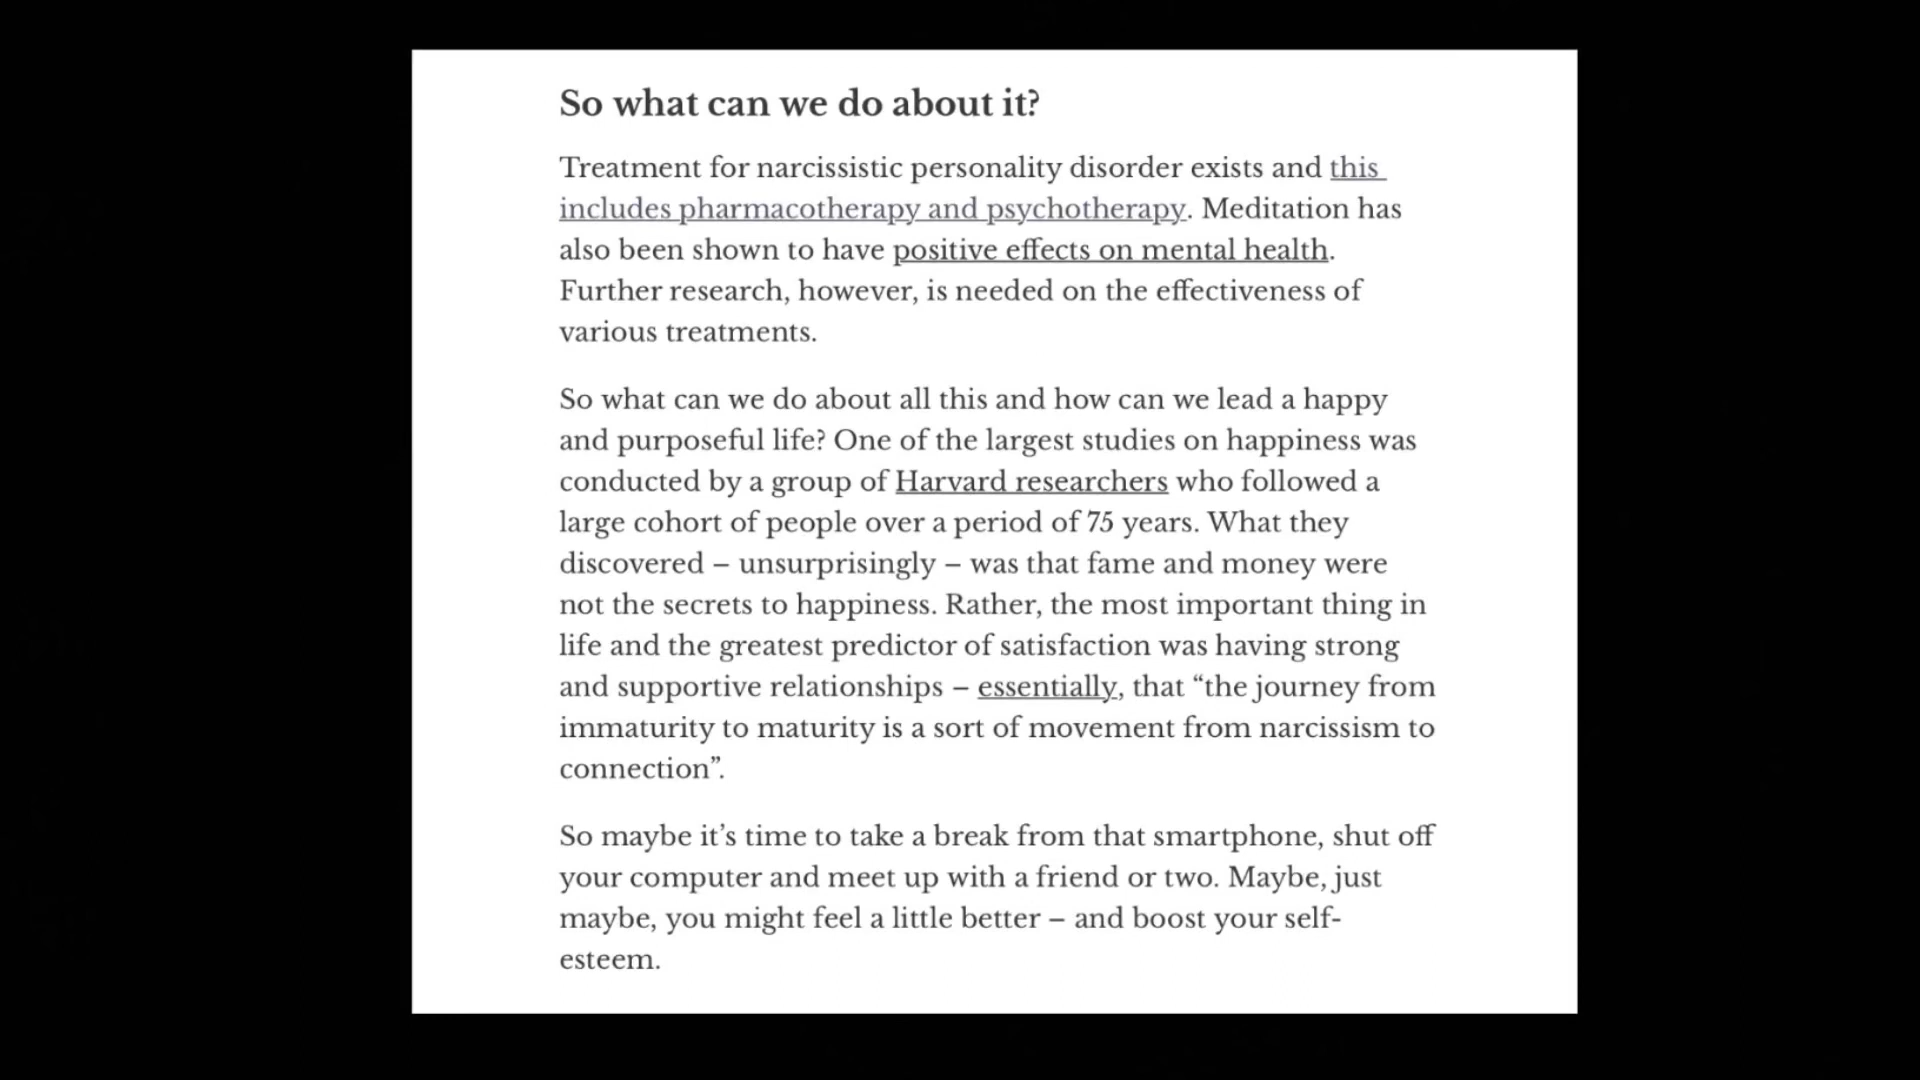 So what can we do about it?
Treatment for narcissistic personality disorder exists and this
includes pharmacotherapy and psychotherapy. Meditation has
also been shown to have positive effects on mental health.
Further research, however, is needed on the effectiveness of
various treatments.
So what can we do about all this and how can we lead a happy
and purposeful life? One of the largest studies on happiness was
conducted by a group of Harvard researchers who followed a
large cohort of people over a period of 75 years. What they
discovered – unsurprisingly – was that fame and money were
not the secrets to happiness. Rather, the most important thing in
life and the greatest predictor of satisfaction was having strong
and supportive relationships – essentially, that “the journey from
immaturity to maturity is a sort of movement from narcissism to
connection”.
So maybe it’s time to take a break from that smartphone, shut off
your computer and meet up with a friend or two. Maybe, just
maybe, you might feel a little better – and boost your self-
esteem.